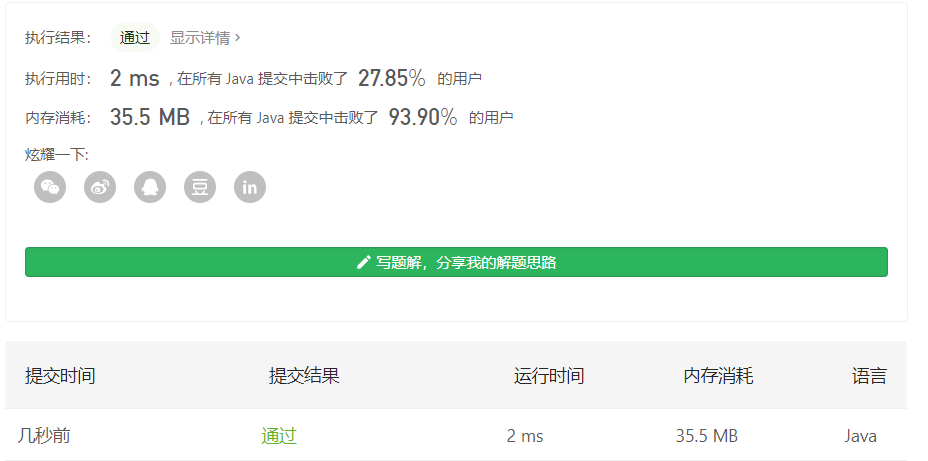 执行结果： 通过 显示详情 ›
执行用时： 2 ms , 在所有 Java 提交中击败了 27.85% 的用户
内存消耗： 35.5 MB , 在所有 Java 提交中击败了 93.90% 的用户
炫耀一下:
豆 in
写题解，分享我的解题思路
提交时间 提交结果 运行时间 内存消耗 语言
几秒前 通过 2 ms 35.5 MB Java